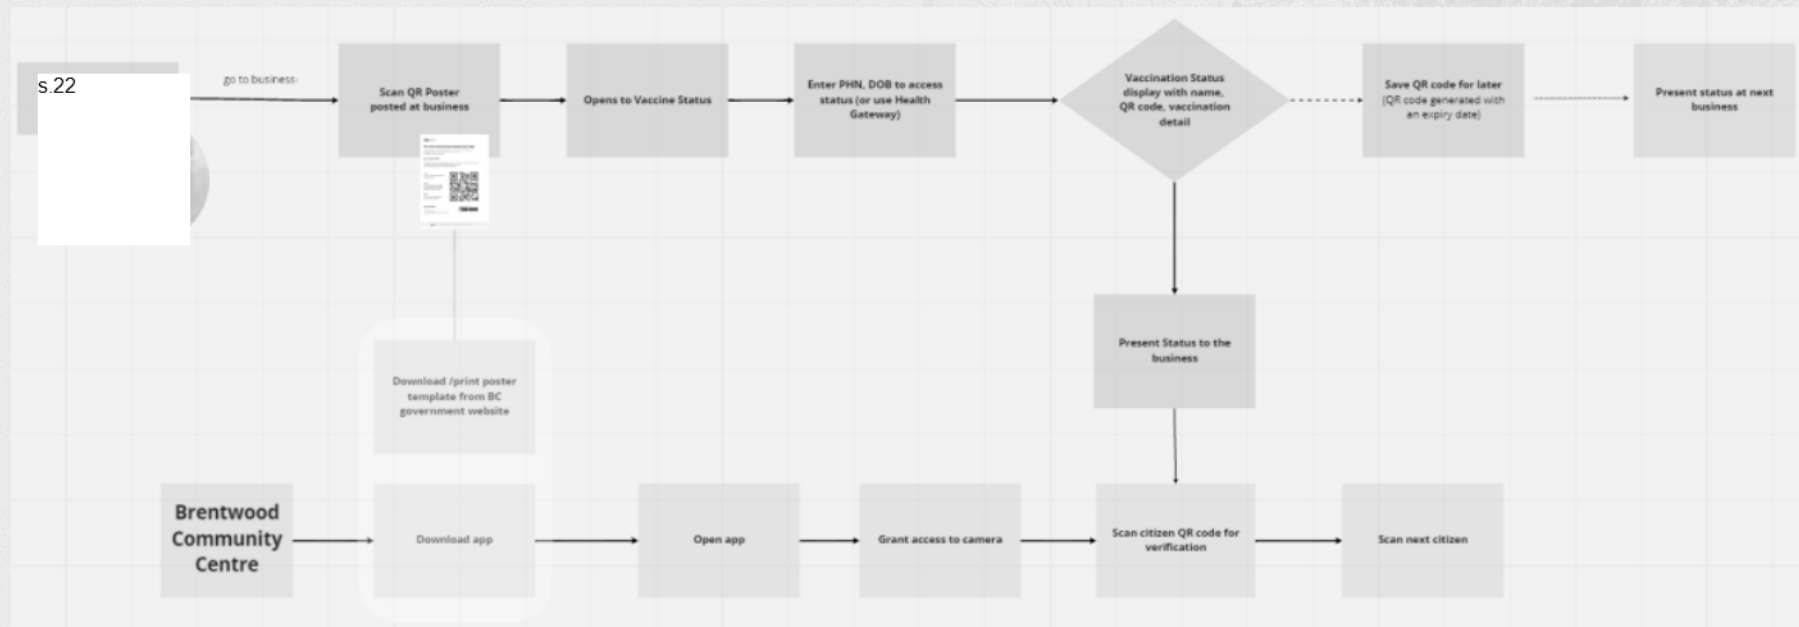 s.22
go to business
Scan QR Poster
posted at business
Opens to Vaccine Status
Enter PHN, DOB to access
status (or use Health
Gateway)
Vaccination Status
display with name,
QR code, vaccination
detail
Save QR code for later
(QR code generated with
an expiry date)
Present status at next
business
Present Status to the
business
Download /print poster
template from BC
government website
Brentwood
Community
Centre
Download app
Open app
Grant access to camera
Scan citizen QR code for
verification
Scan next citizen